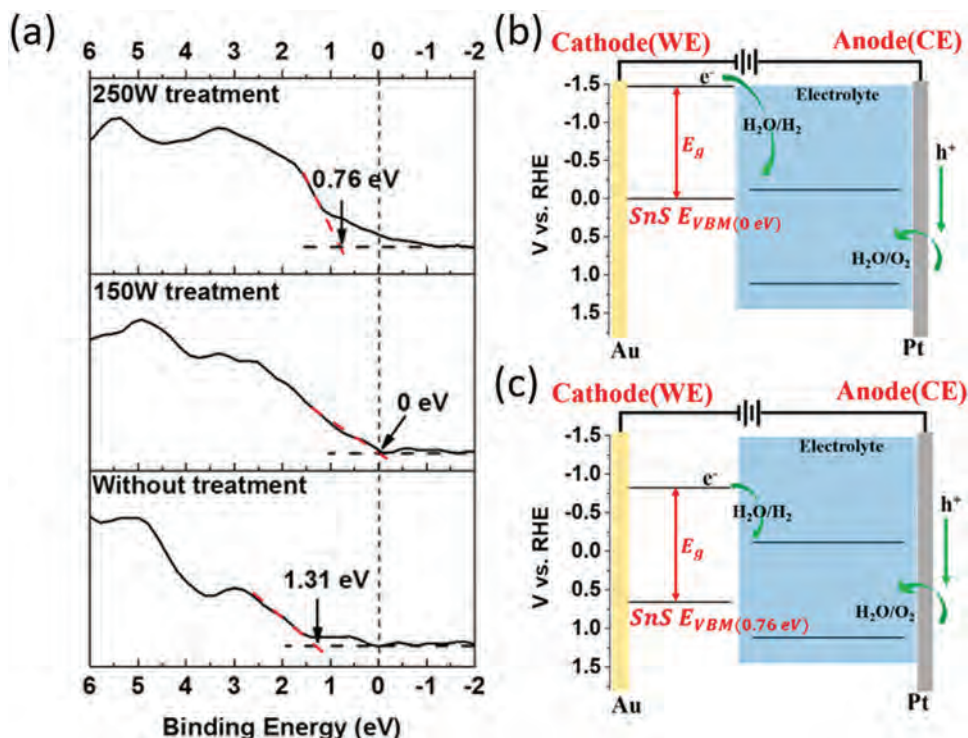 (a)
6 5 4 3 2 1 0 -1 -2
250W treatment
0.76 eV
150W treatment
0 eV
Without treatment
1.31 eV
6 5 4 3 2 1 0 -1 -2
Binding Energy (eV)
(b)
Cathode(WE) Anode(CE)
-1.5
-1.0
-0.5
0.0
0.5
1.0
1.5
V vs. RHE
e-
Electrolyte
H2O/H2
Eg
h+
SnS EVBM(0 eV)
H2O/O2
Au Pt
(c)
Cathode(WE) Anode(CE)
-1.5
-1.0
-0.5
0.0
0.5
1.0
1.5
V vs. RHE
Electrolyte
e-
H2O/H2
Eg
h+
SnS EVBM(0.76 eV)
H2O/O2
Au Pt